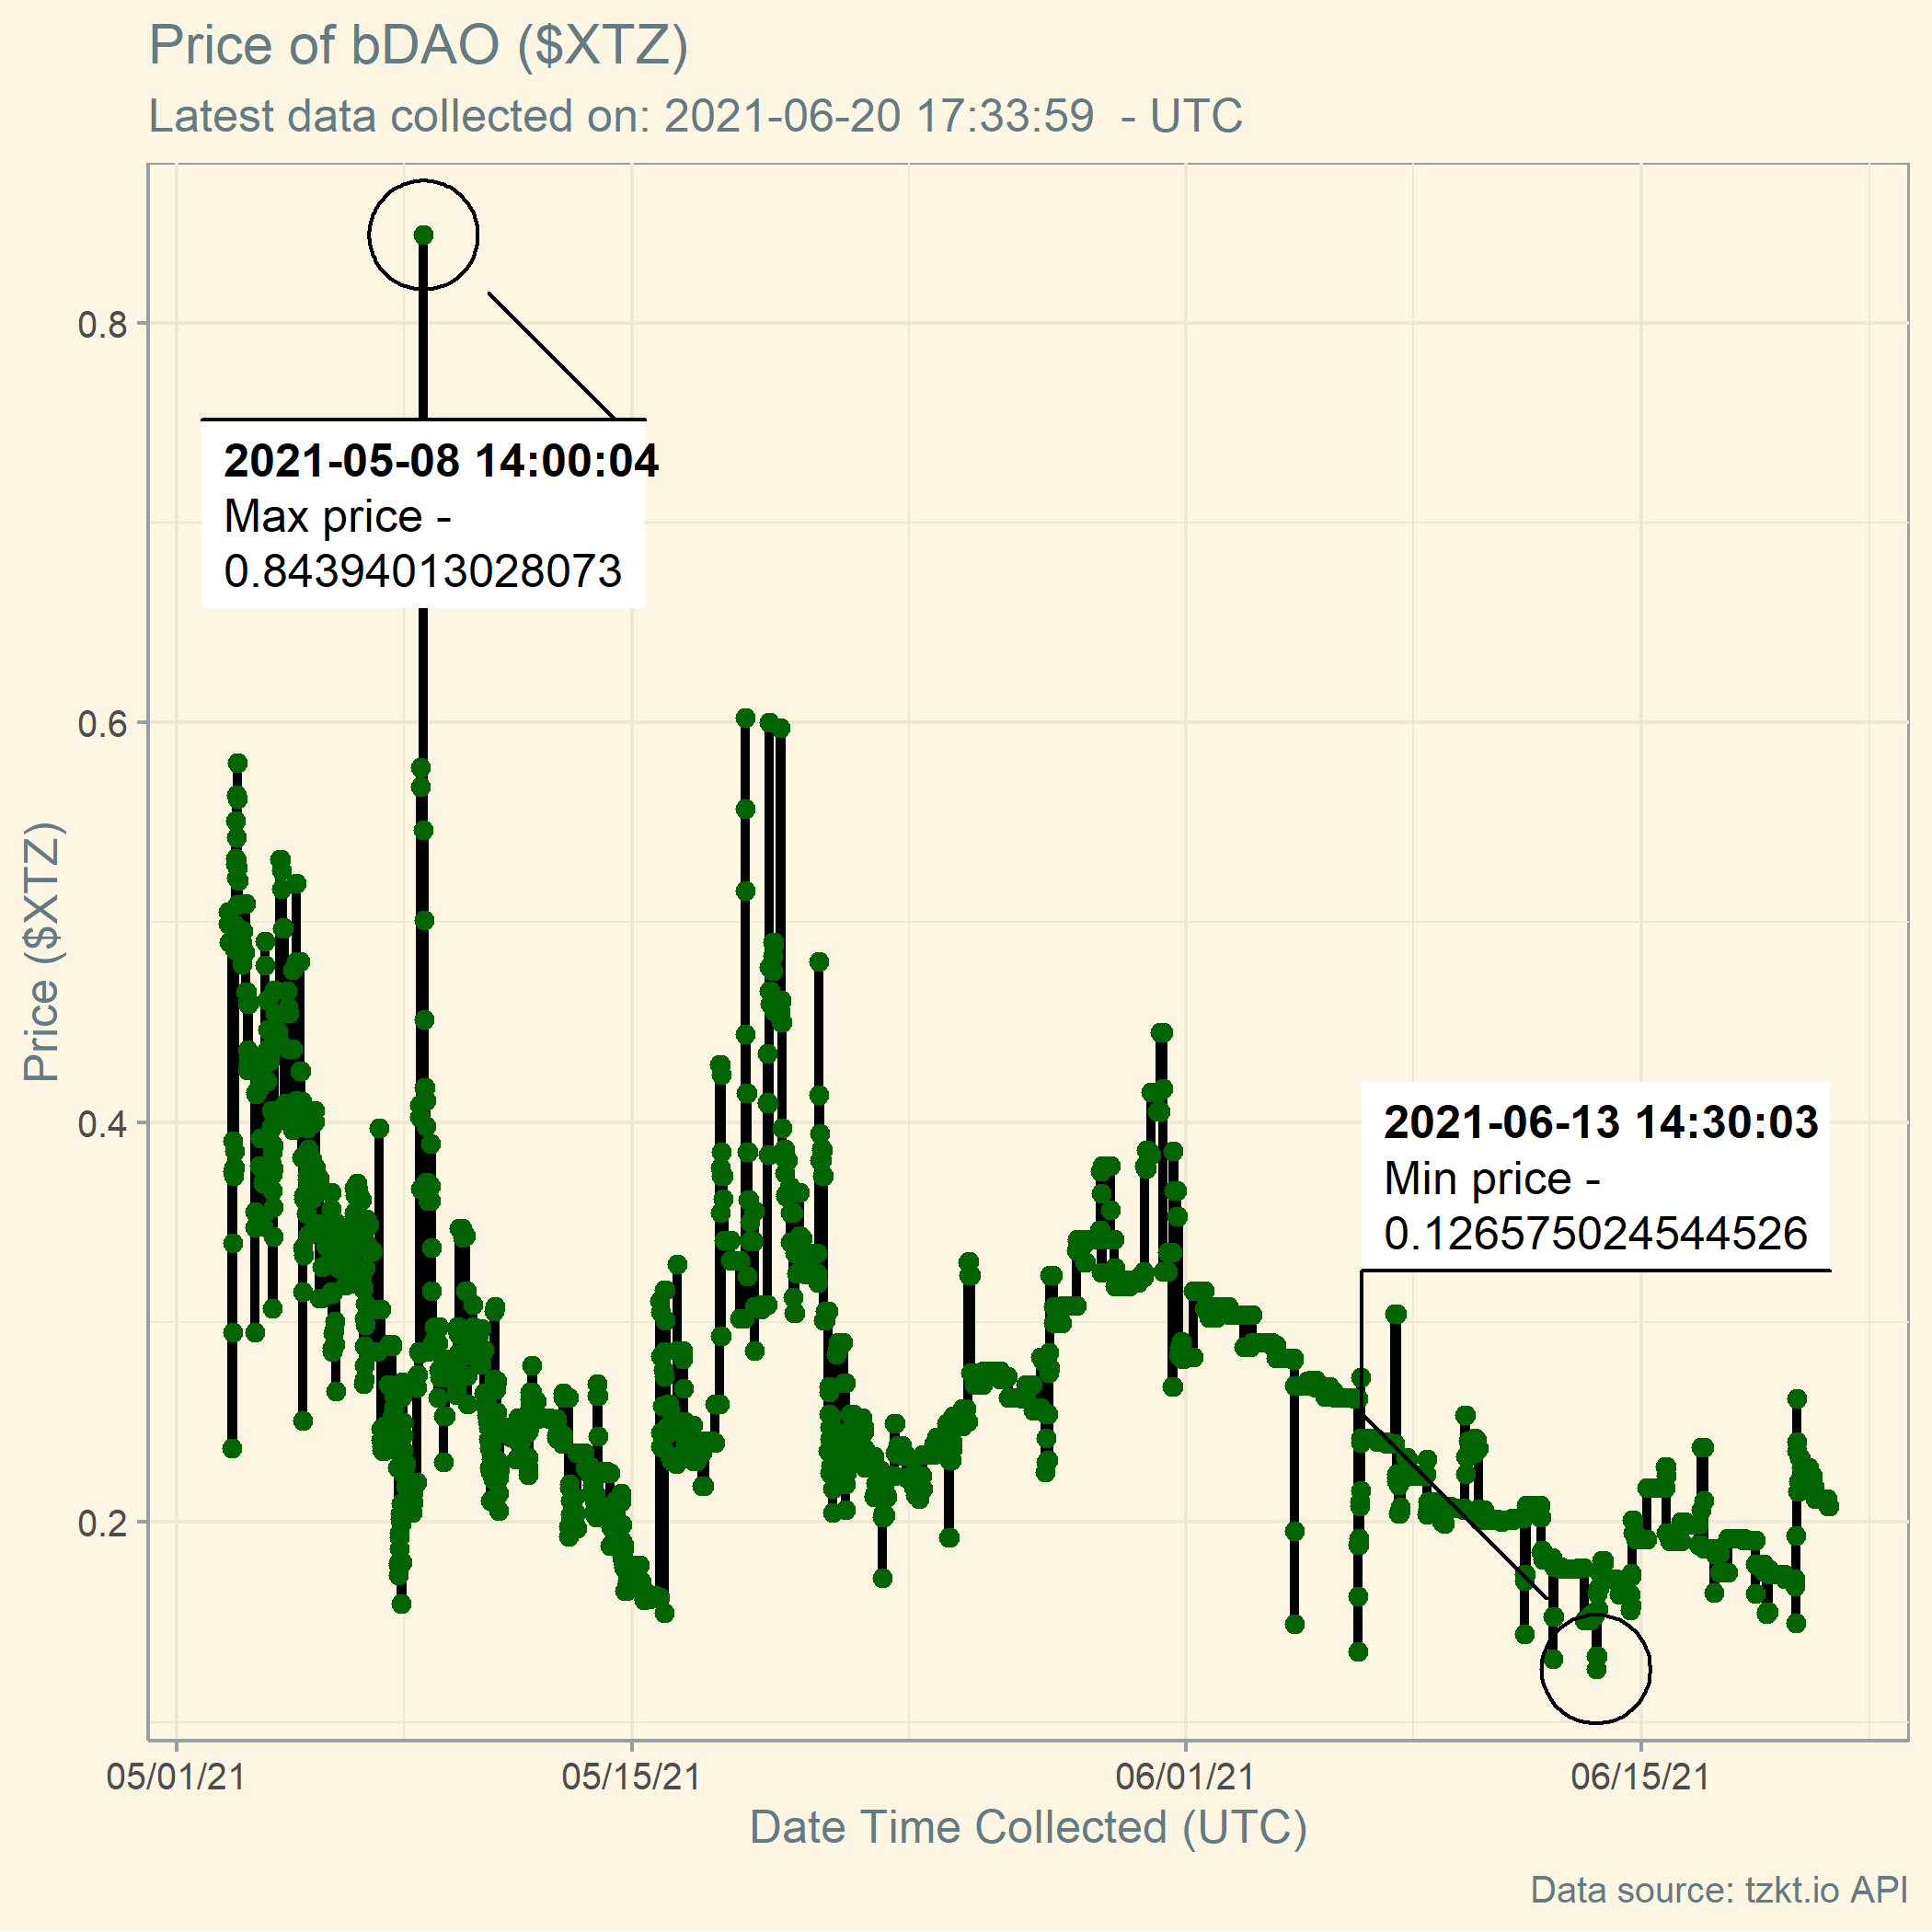 Price of bDAO ($XTZ)
Latest data collected on: 2021-06-20 17:33:59  - UTC
Price ($XTZ)
0.8
0.6
0.4
0.2
2021-05-08 14:00:04
Max price -
0.84394013028073
2021-06-13 14:30:03
Min price -
0.126575024544526
05/01/21
05/15/21
06/01/21
06/15/21
Date Time Collected (UTC)
Data source: tzkt.io API